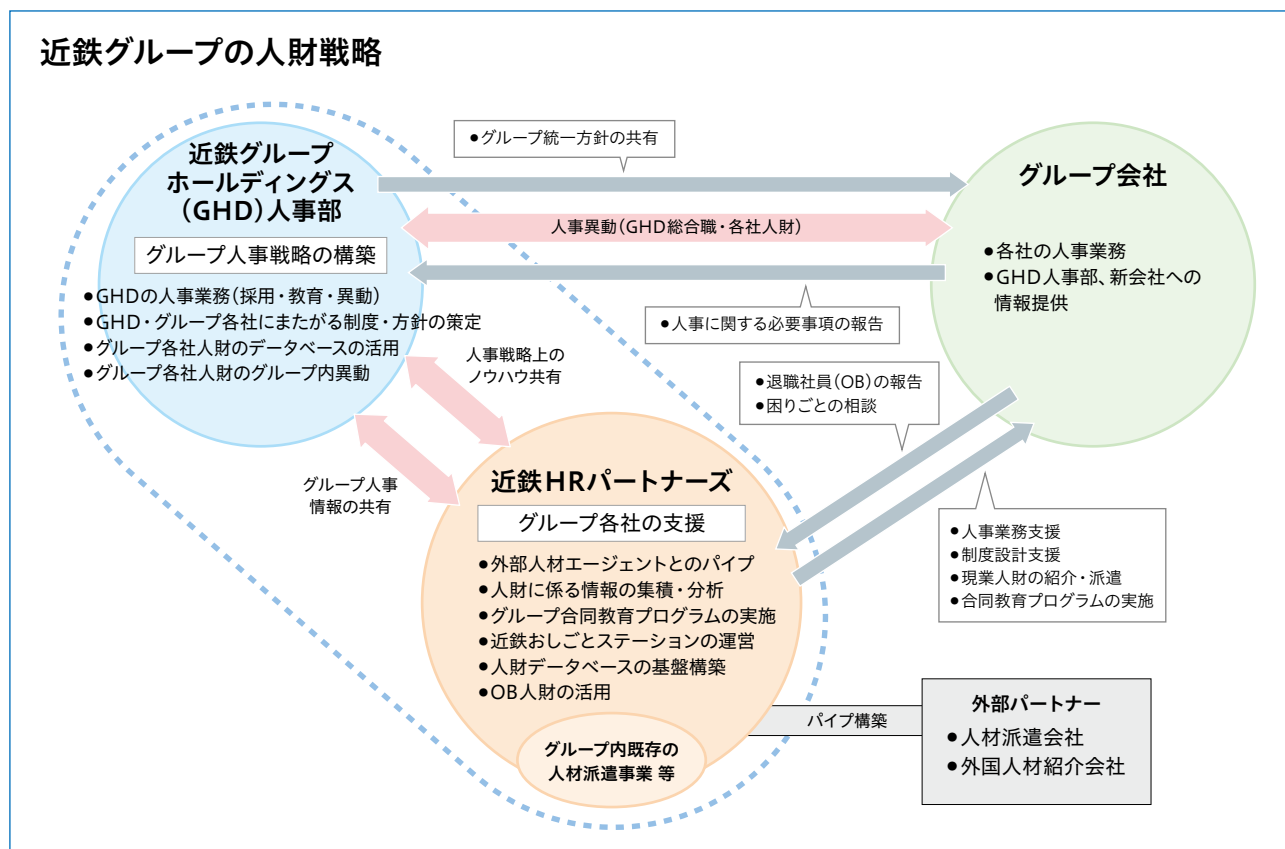 近鉄グループの人財戦略
近鉄グループ
ホールディングス
(GHD)人事部
グループ人事戦略の構築
●GHDの人事業務(採用・教育・異動)
●GHD・グループ各社にまたがる制度・方針の策定
●グループ各社人財のデータベースの活用
●グループ各社人財のグループ内異動
●グループ統一方針の共有
人事異動(GHD総合職・各社人財)
●人事に関する必要事項の報告
グループ会社
●各社の人事業務
●GHD人事部、新会社への
情報提供
人事戦略上の
ノウハウ共有
グループ人事
情報の共有
●退職社員(OB)の報告
●困りごとの相談
近鉄HRパートナーズ
グループ各社の支援
●外部人材エージェントとのパイプ
●人財に係る情報の集積・分析
●グループ合同教育プログラムの実施
●近鉄おしごとステーションの運営
●人財データベースの基盤構築
●OB人財の活用
グループ内既存の
人材派遣事業 等
●人事業務支援
●制度設計支援
●現業人財の紹介・派遣
●合同教育プログラムの実施
パイプ構築
外部パートナー
●人材派遣会社
●外国人材紹介会社